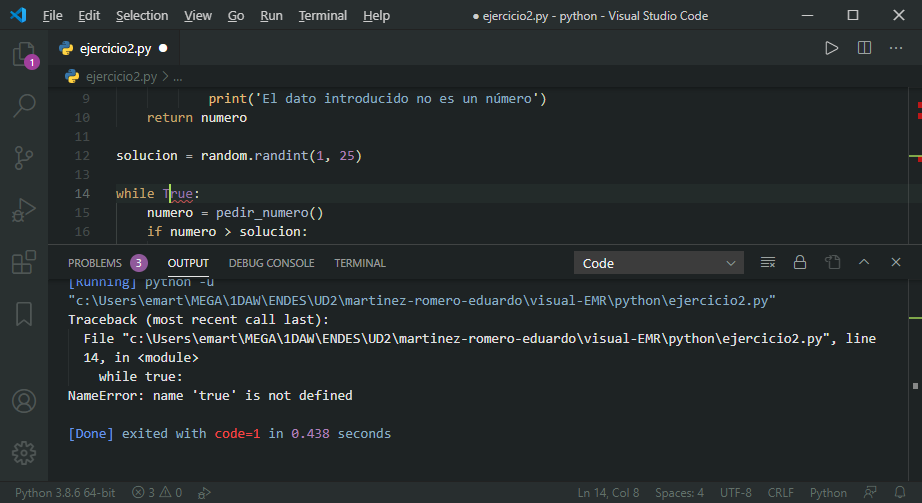 File Edit Selection View Go Run Terminal Help ● ejercicio2.py - python - Visual Studio Code
1
ejercicio2.py ●
ejercicio2.py > ...
9 print('El dato introducido no es un número')
10 return numero
11
12 solucion = random.randint(1, 25)
13
14 while True:
15 numero = pedir_numero()
16 if numero > solucion:
PROBLEMS 3 OUTPUT DEBUG CONSOLE TERMINAL Code
[Running] python -u
"c:\Users\emart\MEGA\1DAW\ENDES\UD2\martinez-romero-eduardo\visual-EMR\python\ejercicio2.py"
Traceback (most recent call last):
File "c:\Users\emart\MEGA\1DAW\ENDES\UD2\martinez-romero-eduardo\visual-EMR\python\ejercicio2.py", line
14, in <module>
while true:
NameError: name 'true' is not defined
[Done] exited with code=1 in 0.438 seconds
Python 3.8.6 64-bit 3 0 Ln 14, Col 8 Spaces: 4 UTF-8 CRLF Python